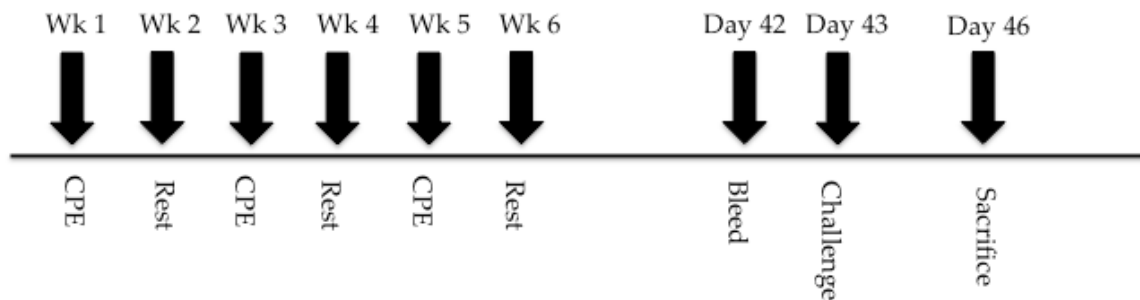 Wk 1 Wk 2 Wk 3 Wk 4 Wk 5 Wk 6 Day 42 Day 43 Day 46
CPE Rest CPE Rest CPE Rest Bleed Challenge Sacrifice